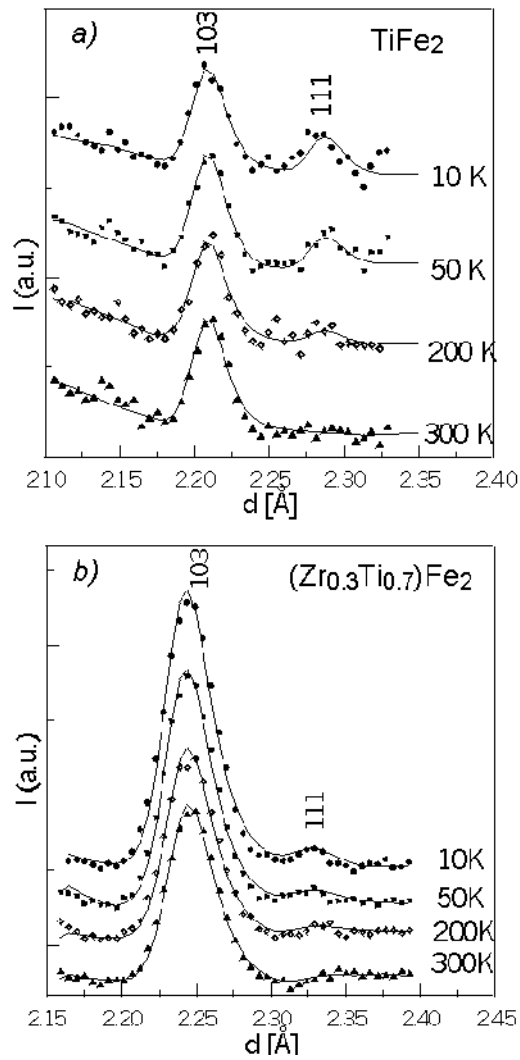 a)
103
TiFe2
111
10 K
50 K
200 K
300 K
I (a.u.)
2.10 2.15 2.20 2.25 2.30 2.35 2.40
d [Å]
b)
103
(Zr0.3Ti0.7)Fe2
111
10K
50K
200K
300K
I (a.u.)
2.15 2.20 2.25 2.30 2.35 2.40 2.45
d [Å]